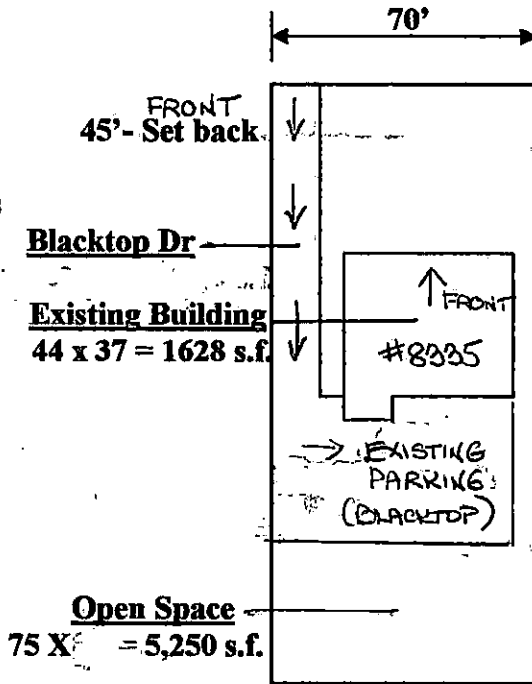 70'
FRONT
45'- Set back
Blacktop Dr
Existing Building
44 x 37 = 1628 s.f.
FRONT
#8335
EXISTING
PARKING
(BLACKTOP)
Open Space
75 X = 5,250 s.f.